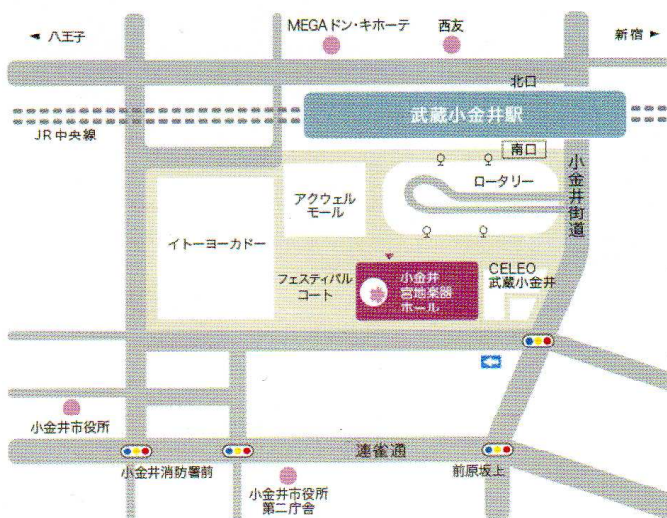 MEGAドン・キホーテ
西友
◄ 八王子
新宿 ►
北口
武蔵小金井駅
JR中央線
南口
ロータリー
小金井街道
アクウェル
モール
イトーヨーカドー
フェスティバル
コート
小金井
宮地楽器
ホール
CELEO
武蔵小金井
小金井市役所
小金井消防署前
連雀通
前原坂上
小金井市役所
第二庁舎